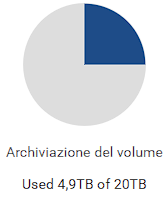 Archiviazione del volume
Used 4,9TB of 20TB